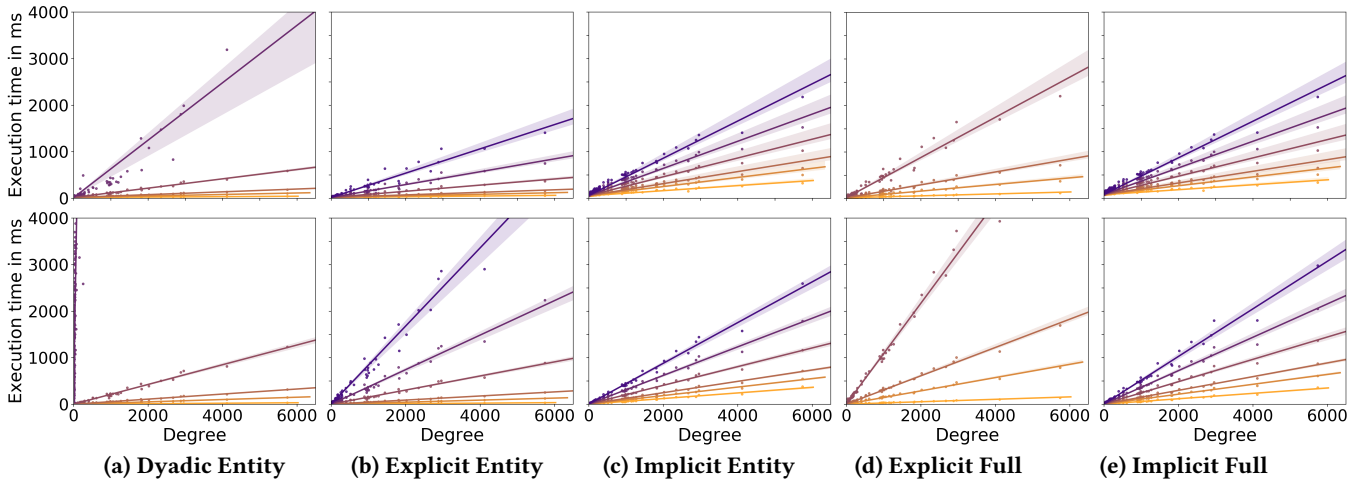 Execution time in ms
4000
3000
2000
1000
0
Execution time in ms
4000
3000
2000
1000
0
0 2000 4000 6000 0 2000 4000 6000 0 2000 4000 6000 0 2000 4000 6000 0 2000 4000 6000
Degree Degree Degree Degree Degree
(a) Dyadic Entity (b) Explicit Entity (c) Implicit Entity (d) Explicit Full (e) Implicit Full